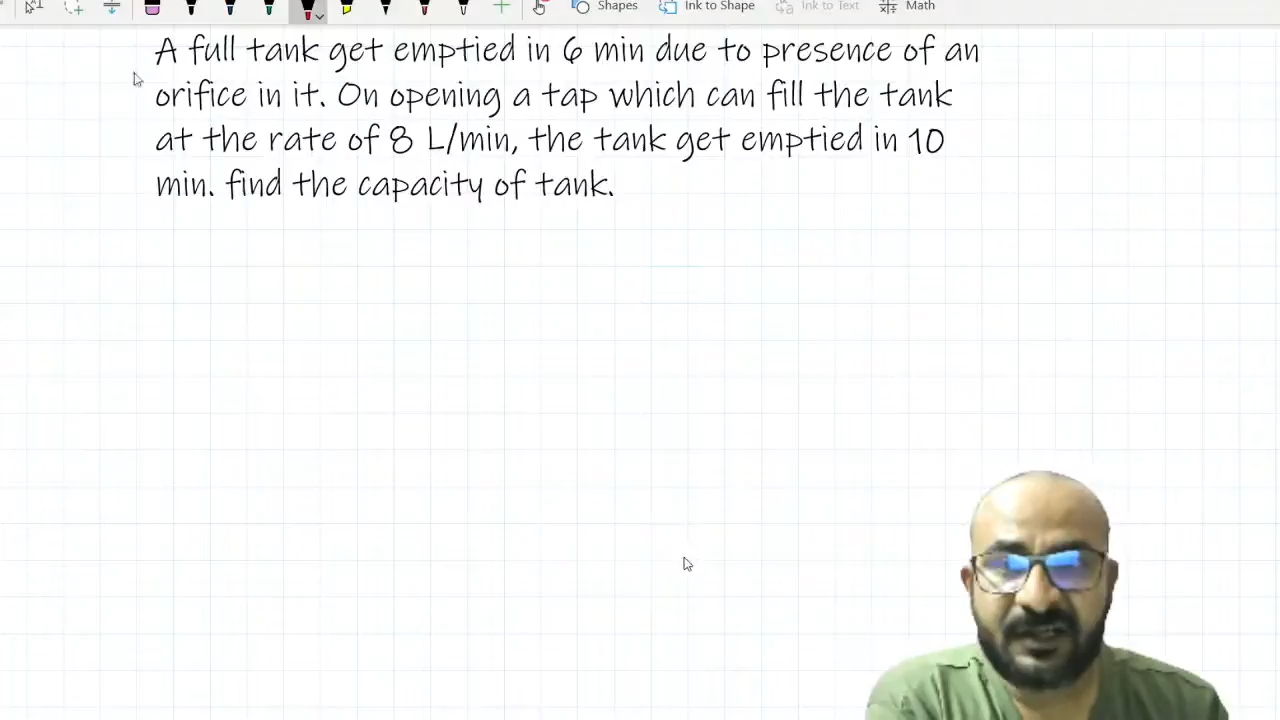 Shapes Ink to Shape Ink to Text Math
A full tank get emptied in 6 min due to presence of an
orifice in it. On opening a tap which can fill the tank
at the rate of 8 L/min, the tank get emptied in 10
min. find the capacity of tank.